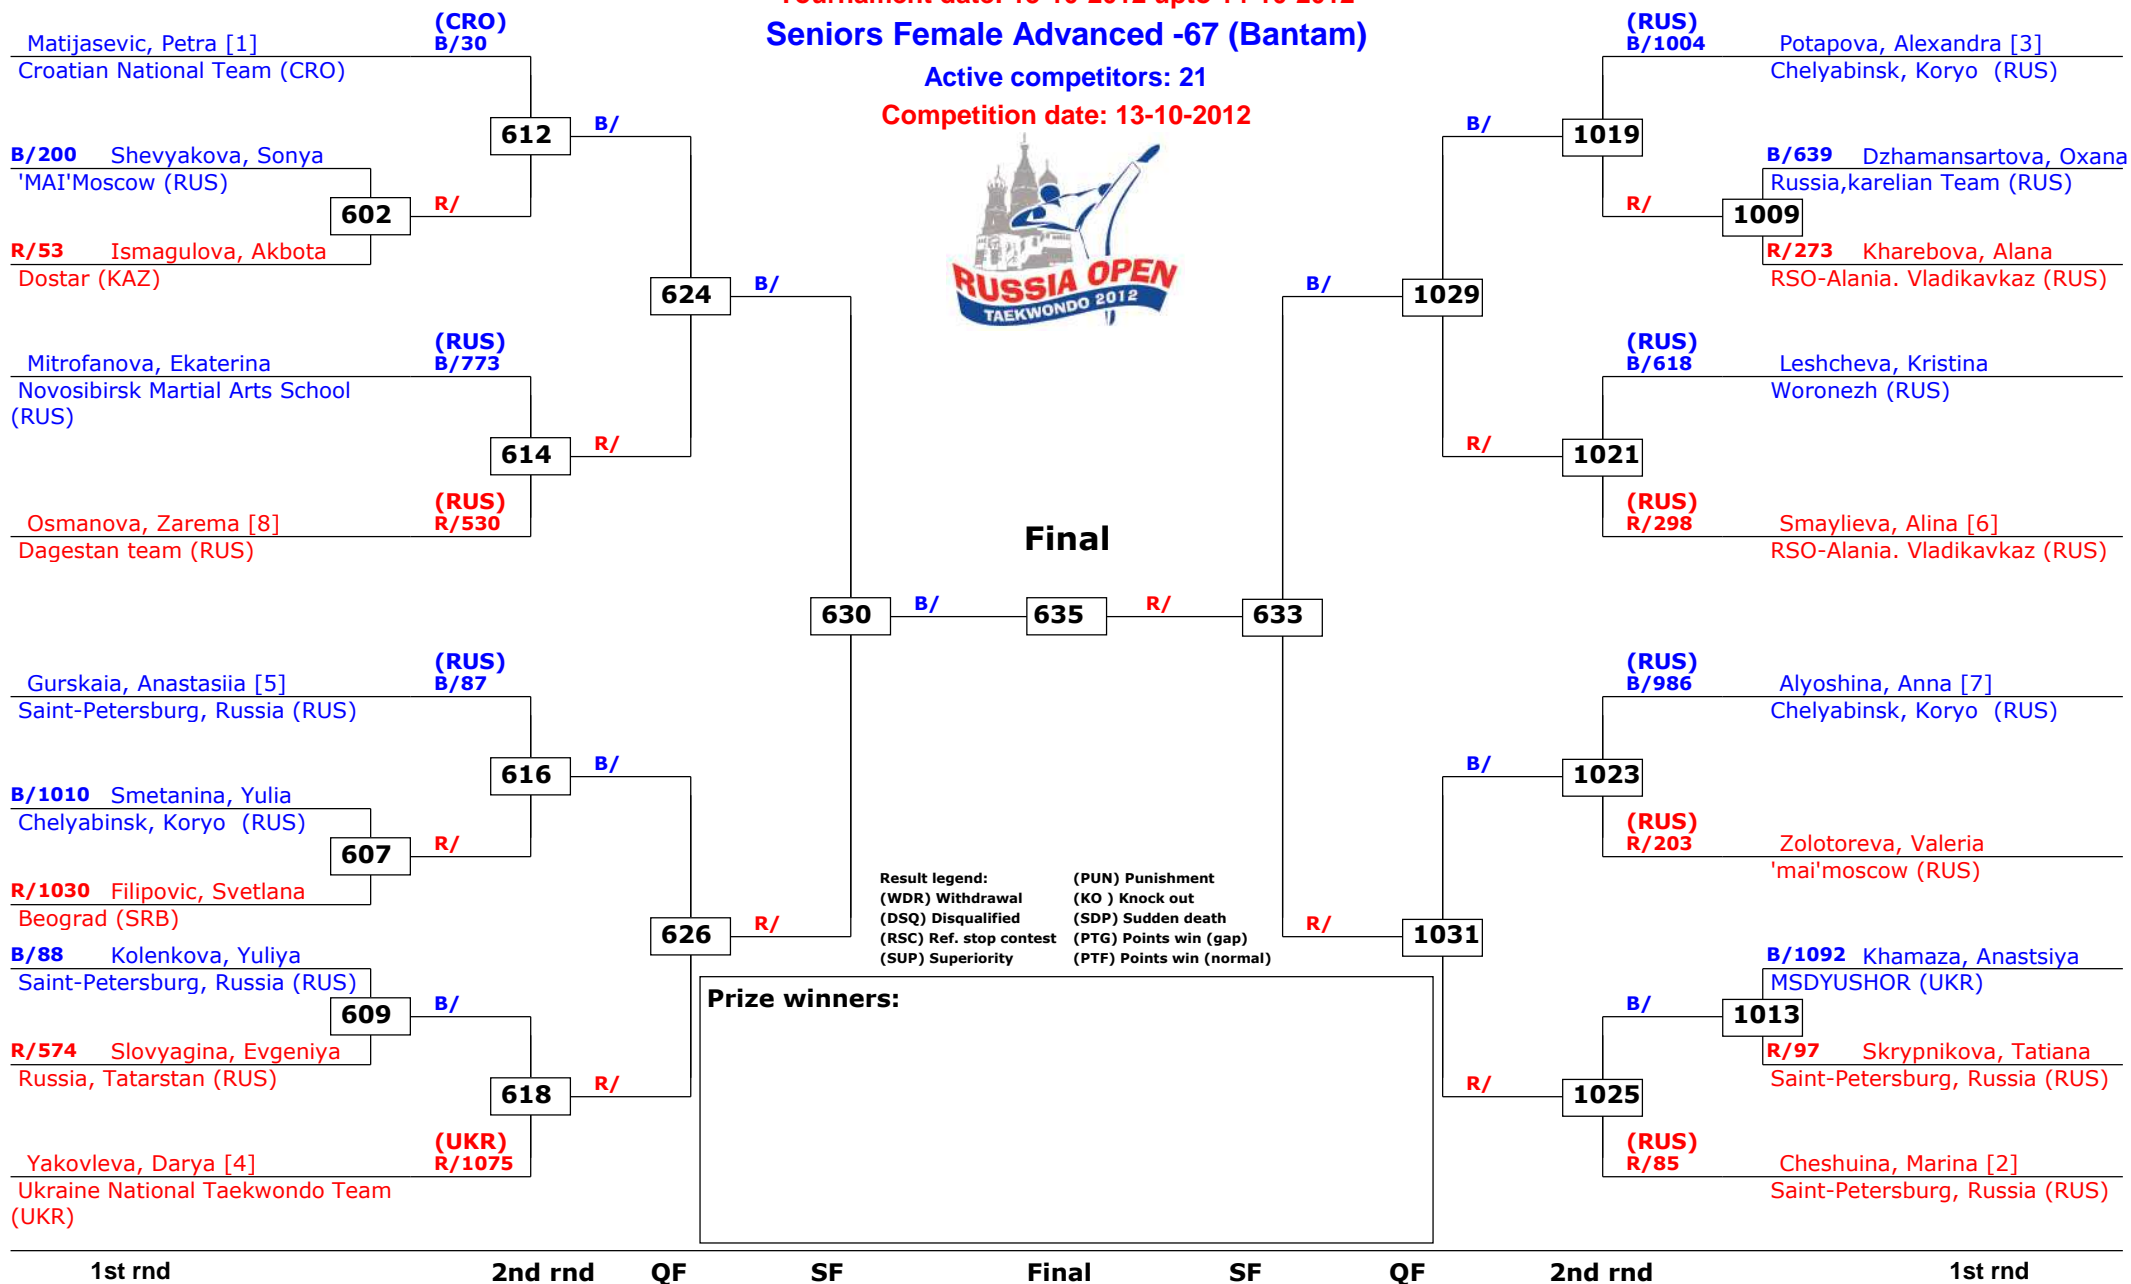 Tournament date: 13-10-2012 upto 14-10-2012
Seniors Female Advanced -67 (Bantam)
Active competitors: 21
Competition date: 13-10-2012
RUSSIA OPEN
TAEKWONDO 2012
(CRO)
Matijasevic, Petra [1] B/30
Croatian National Team (CRO)
612
B/
B/200 Shevyakova, Sonya
'MAI'Moscow (RUS)
602
R/
R/53 Ismagulova, Akbota
Dostar (KAZ)
624
B/
(RUS)
Mitrofanova, Ekaterina B/773
Novosibirsk Martial Arts School
(RUS)
614
R/
(RUS)
Osmanova, Zarema [8] R/530
Dagestan team (RUS)
630
B/
(RUS)
Gurskaia, Anastasiia [5] B/87
Saint-Petersburg, Russia (RUS)
616
B/
B/1010 Smetanina, Yulia
Chelyabinsk, Koryo (RUS)
607
R/
R/1030 Filipovic, Svetlana
Beograd (SRB)
626
R/
B/88 Kolenkova, Yuliya
Saint-Petersburg, Russia (RUS)
609
B/
R/574 Slovyagina, Evgeniya
Russia, Tatarstan (RUS)
618
R/
(UKR)
Yakovleva, Darya [4] R/1075
Ukraine National Taekwondo Team
(UKR)
Final
635
R/
633
(RUS)
B/1004 Potapova, Alexandra [3]
Chelyabinsk, Koryo (RUS)
B/
1019
B/639 Dzhamansartova, Oxana
Russia,karelian Team (RUS)
R/
1009
R/273 Kharebova, Alana
RSO-Alania. Vladikavkaz (RUS)
B/
1029
(RUS)
B/618 Leshcheva, Kristina
Woronezh (RUS)
R/
1021
(RUS)
R/298 Smaylieva, Alina [6]
RSO-Alania. Vladikavkaz (RUS)
(RUS)
B/986 Alyoshina, Anna [7]
Chelyabinsk, Koryo (RUS)
B/
1023
(RUS)
R/203 Zolotoreva, Valeria
'mai'moscow (RUS)
R/
1031
B/1092 Khamaza, Anastsiya
MSDYUSHOR (UKR)
B/
1013
R/97 Skrypnikova, Tatiana
Saint-Petersburg, Russia (RUS)
R/
1025
(RUS)
R/85 Cheshuina, Marina [2]
Saint-Petersburg, Russia (RUS)
Result legend: (PUN) Punishment
(WDR) Withdrawal (KO ) Knock out
(DSQ) Disqualified (SDP) Sudden death
(RSC) Ref. stop contest (PTG) Points win (gap)
(SUP) Superiority (PTF) Points win (normal)
Prize winners:
1st rnd 2nd rnd QF SF Final SF QF 2nd rnd 1st rnd